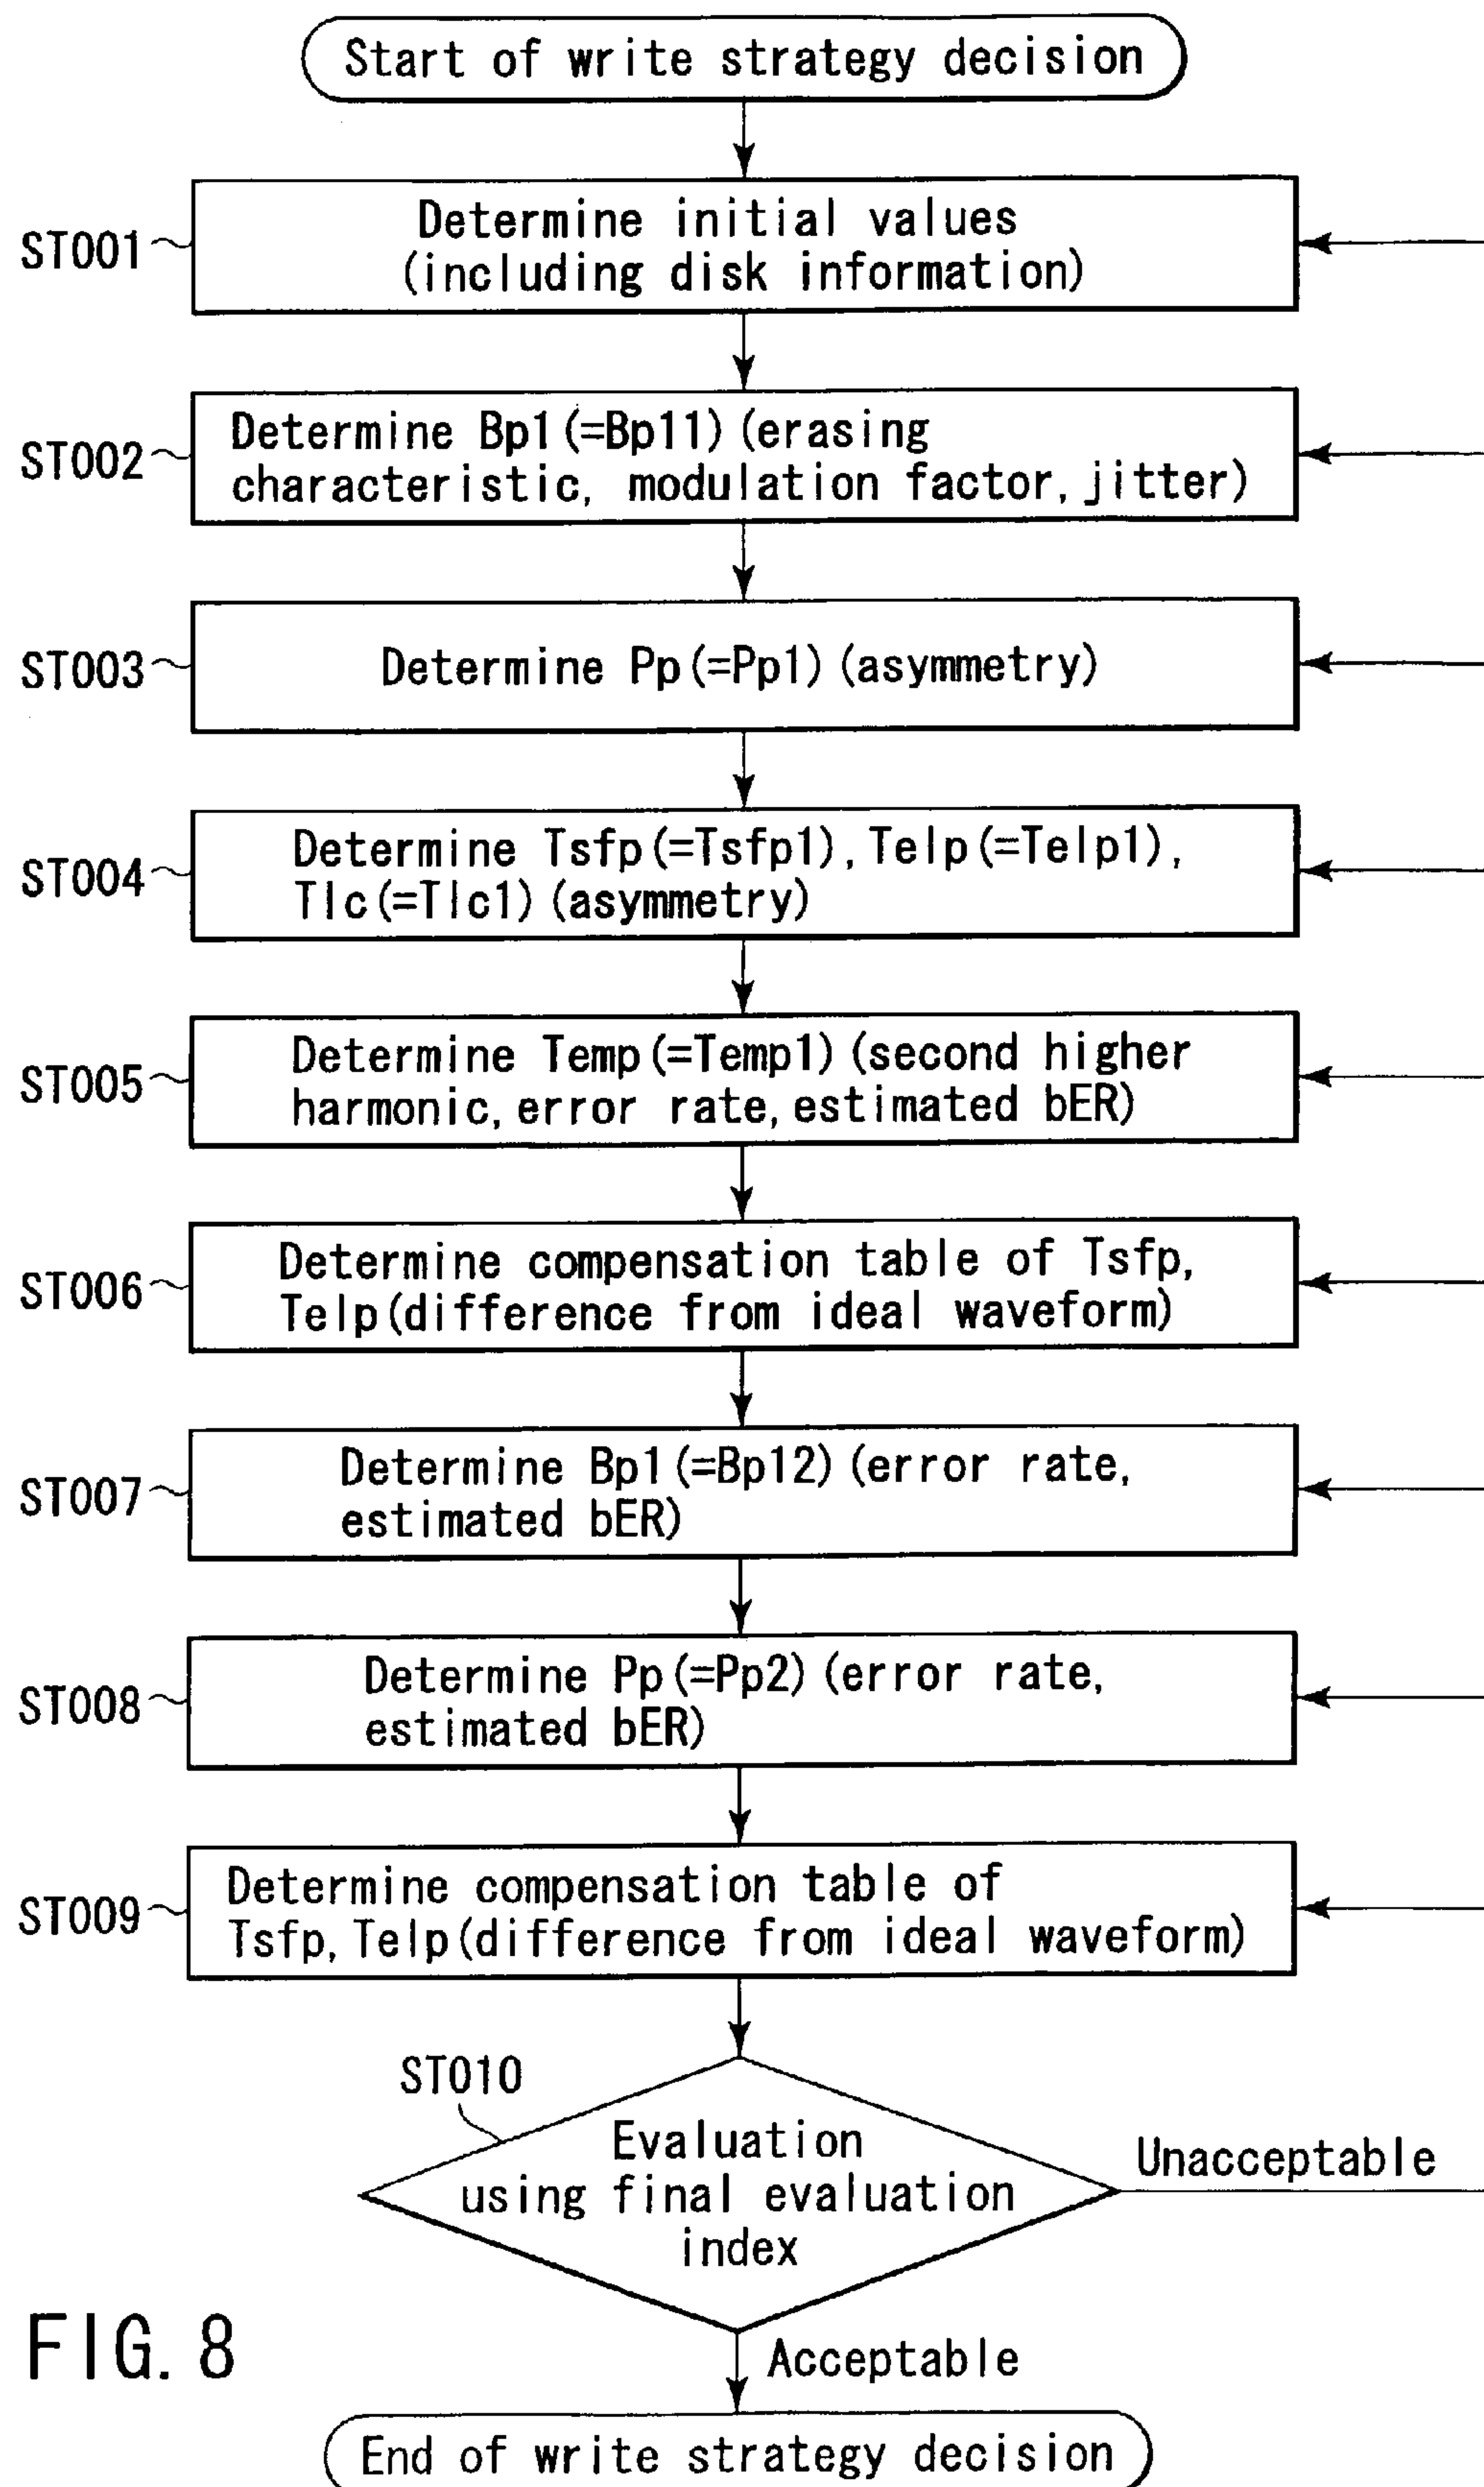 Start of write strategy decision
ST001
Determine initial values
(including disk information)
ST002
Determine Bp1(=Bp11)(erasing
characteristic, modulation factor, jitter)
ST003
Determine Pp(=Pp1)(asymmetry)
ST004
Determine Tsfp(=Tsfp1), Telp(=Telp1),
Tlc(=Tlc1)(asymmetry)
ST005
Determine Temp(=Temp1)(second higher
harmonic, error rate, estimated bER)
ST006
Determine compensation table of Tsfp,
Telp(difference from ideal waveform)
ST007
Determine Bp1(=Bp12)(error rate,
estimated bER)
ST008
Determine Pp(=Pp2)(error rate,
estimated bER)
ST009
Determine compensation table of
Tsfp, Telp(difference from ideal waveform)
ST010
Evaluation
using final evaluation
index
Unacceptable
Acceptable
FIG. 8
End of write strategy decision